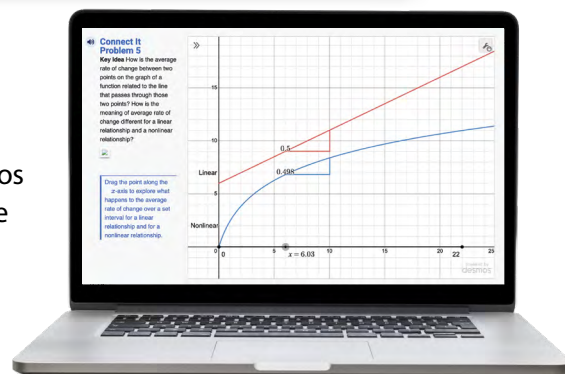 os
e
Connect It
Problem 5
Key Idea How is the average
rate of change between two
points on the graph of a
function related to the line
that passes through those
two points? How is the
meaning of average rate of
change different for a linear
relationship and a nonlinear
relationship?
Drag the point along the
x-axis to explore what
happens to the average
rate of change over a set
interval for a linear
relationship and for a
nonlinear relationship.
»
15
10
0.5
Linear
0.498
5
Nonlinear
0
0
5
x = 6.03
10
15
20
22
25
powered by
desmos